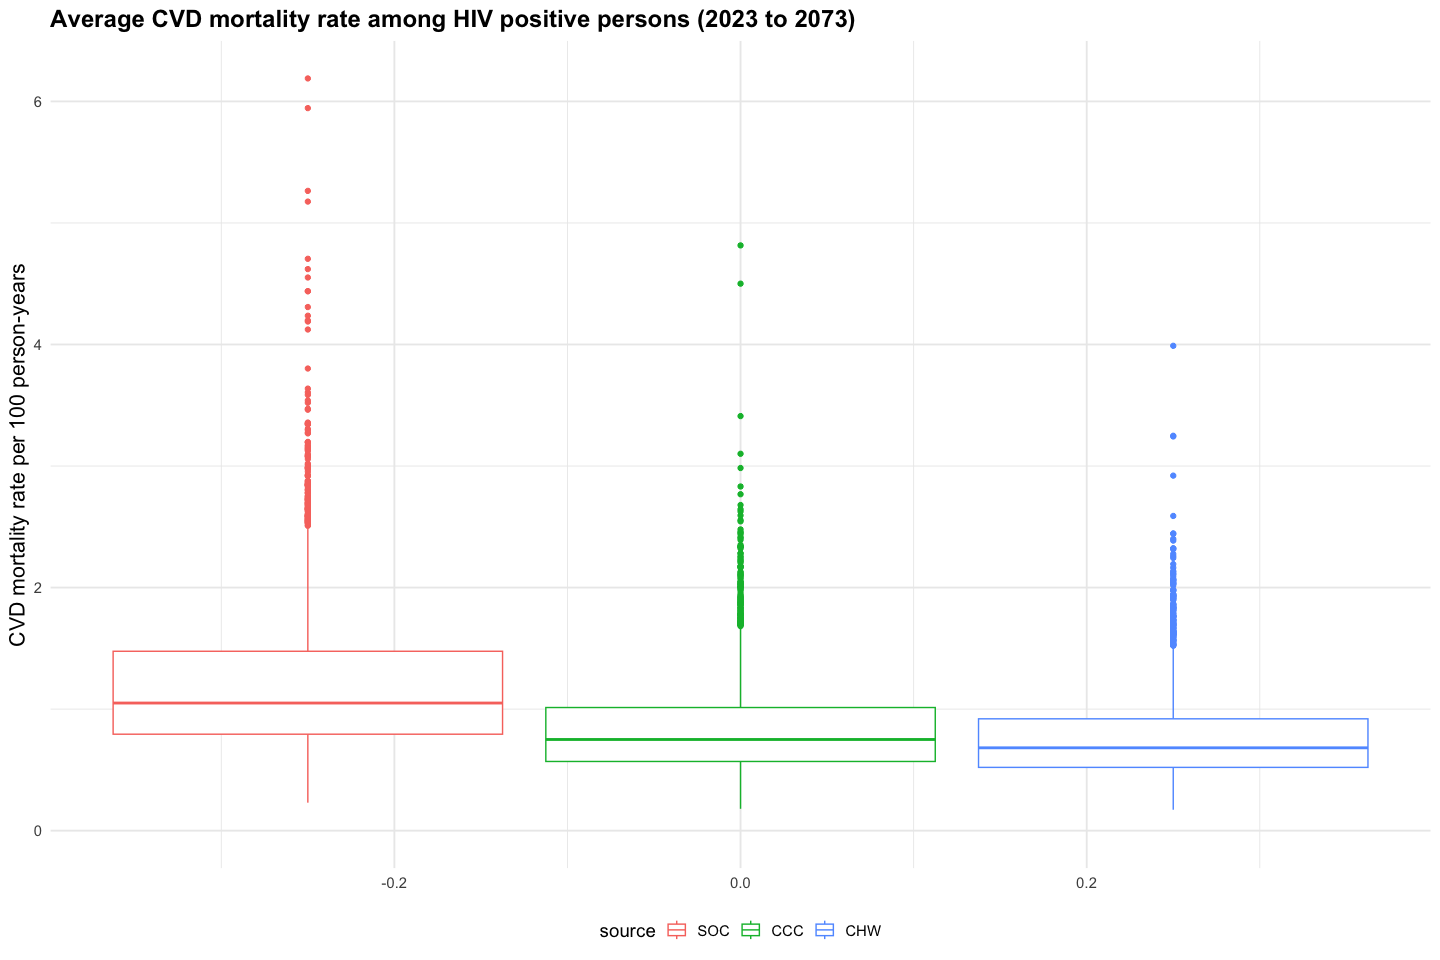 Average CVD mortality rate among HIV positive persons (2023 to 2073)
CVD mortality rate per 100 person-years
6
4
2
0
-0.2
0.0
0.2
source
SOC
CCC
CHW